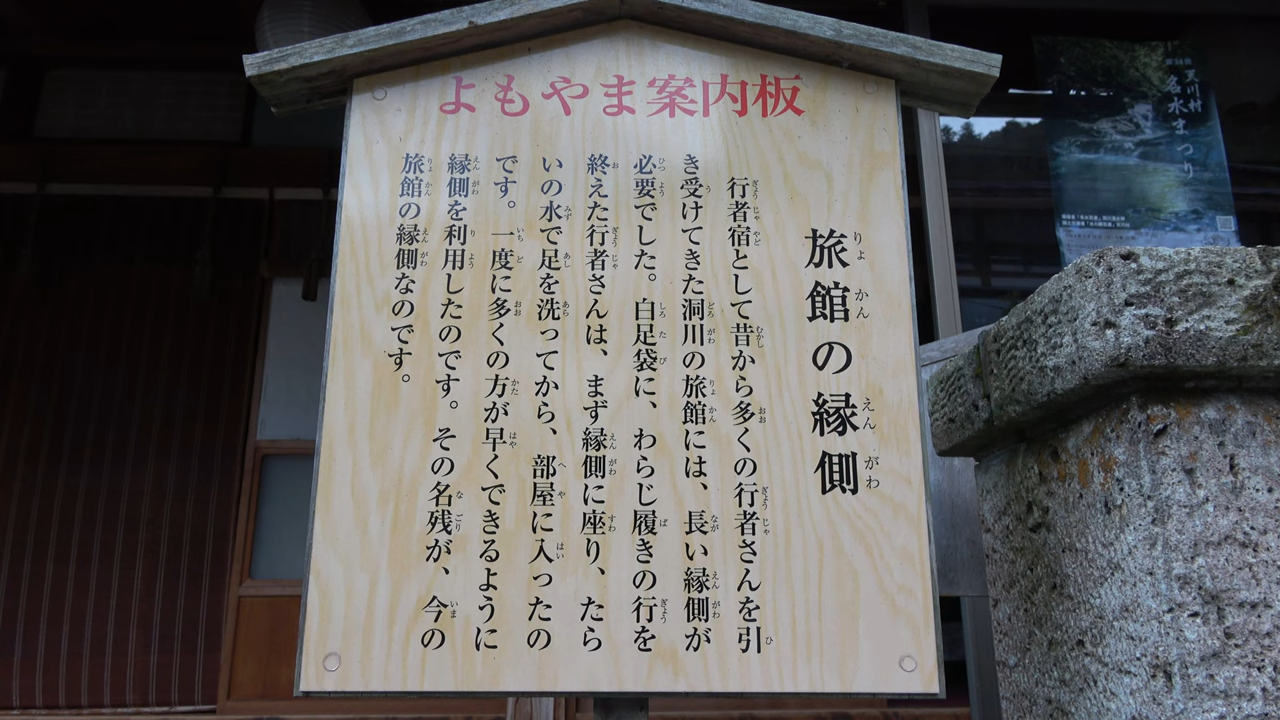 よもやま案内板
旅館の縁側
行者宿として昔から多くの行者さんを引
き受けてきた洞川の旅館には、長い縁側が
必要でした。白足袋に、わらじ履きの行を
終えた行者さんは、まず縁側に座り、たら
いの水で足を洗ってから、部屋に入ったの
です。一度に多くの方が早くできるように
縁側を利用したのです。その名残が、今の
旅館の縁側なのです。
天川村
名水まつり